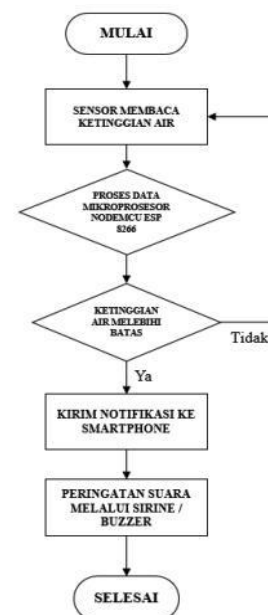 MULAI
SENSOR MEMBACA
KETINGGIAN AIR
PROSES DATA
MIKROPROSESOR
NODEMCU ESP
8266
KETINGGIAN
AIR MELEBIHI
BATAS
Tidak
Ya
KIRIM NOTIFIKASI KE
SMARTPHONE
PERINGATAN SUARA
MELALUI SIRINE /
BUZZER
SELESAI